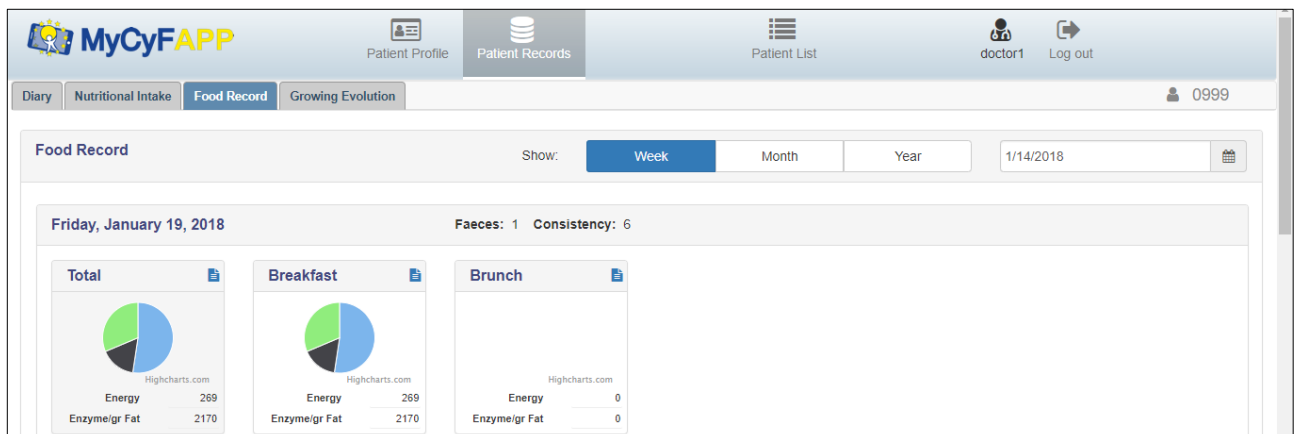 MyCyFAPP
Patient Profile
Patient Records
Patient List
doctor1
Log out
Diary
Nutritional Intake
Food Record
Growing Evolution
0999
Food Record
Show:
Week
Month
Year
1/14/2018
Friday, January 19, 2018
Faeces: 1 Consistency: 6
Total
Highcharts.com
Energy 269
Enzyme/gr Fat 2170
Breakfast
Highcharts.com
Energy 269
Enzyme/gr Fat 2170
Brunch
Highcharts.com
Energy 0
Enzyme/gr Fat 0